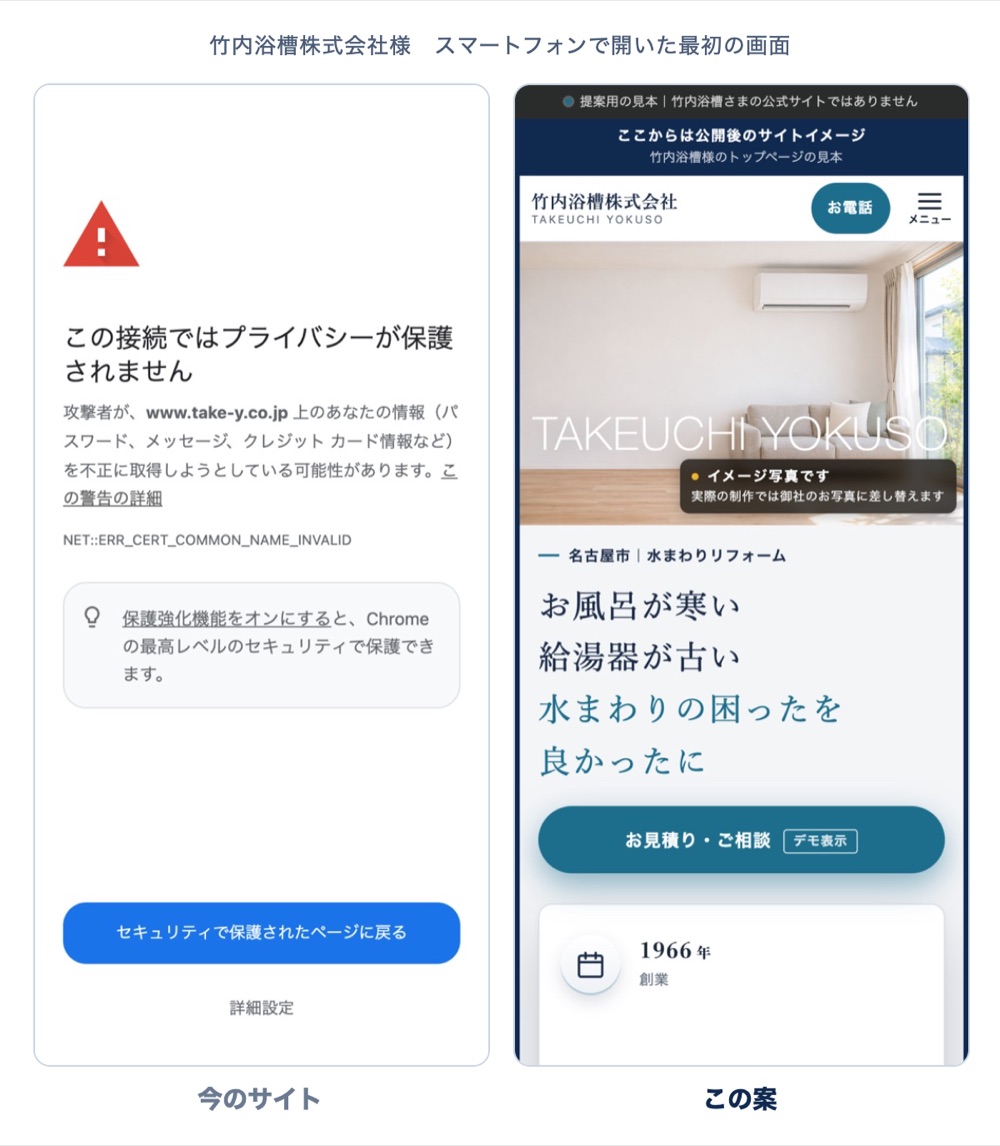 竹内浴槽株式会社様　スマートフォンで開いた最初の画面
この接続ではプライバシーが保護
されません
攻撃者が、www.take-y.co.jp 上のあなたの情報（パ
スワード、メッセージ、クレジット カード情報など）
を不正に取得しようとしている可能性があります。こ
の警告の詳細
NET::ERR_CERT_COMMON_NAME_INVALID
保護強化機能をオンにすると、Chrome
の最高レベルのセキュリティで保護でき
ます。
セキュリティで保護されたページに戻る
詳細設定
今のサイト
提案用の見本｜竹内浴槽さまの公式サイトではありません
ここからは公開後のサイトイメージ
竹内浴槽様のトップページの見本
竹内浴槽株式会社
TAKEUCHI YOKUSO
お電話
メニュー
TAKEUCHI YOKUSO
イメージ写真です
実際の制作では御社のお写真に差し替えます
名古屋市｜水まわりリフォーム
お風呂が寒い
給湯器が古い
水まわりの困ったを
良かったに
お見積り・ご相談 デモ表示
1966年
創業
この案